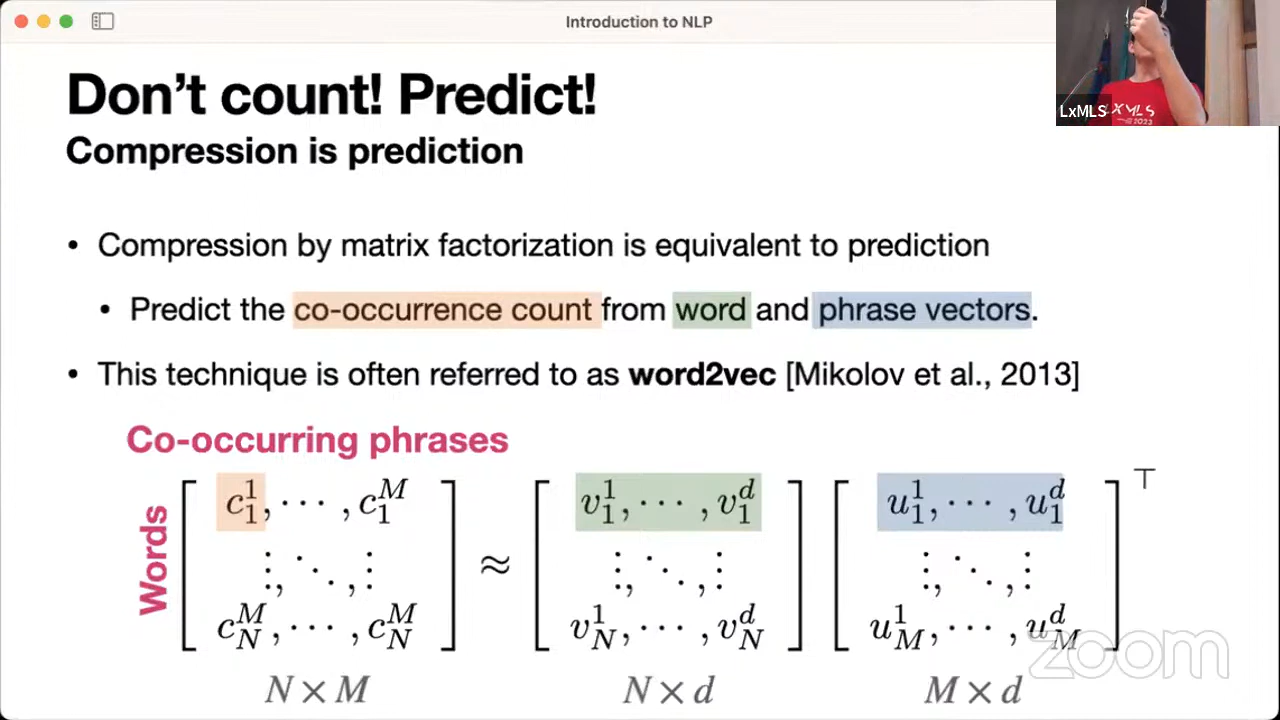 Introduction to NLP
Don't count! Predict!
Compression is prediction
LxMLS
LXMLS
2023
• Compression by matrix factorization is equivalent to prediction
• Predict the co-occurrence count from word and phrase vectors.
• This technique is often referred to as word2vec [Mikolov et al., 2013]
Co-occurring phrases
Words
c_1^1, ⋯ , c_1^M
⋮, ⋱ , ⋮
c_N^M, ⋯ , c_N^M
≈
v_1^1, ⋯ , v_1^d
⋮, ⋱ , ⋮
v_N^1, ⋯ , v_N^d
u_1^1, ⋯ , u_1^d
⋮, ⋱ , ⋮
u_M^1, ⋯ , u_M^d
⊤
N × M
N × d
M × d
zoom